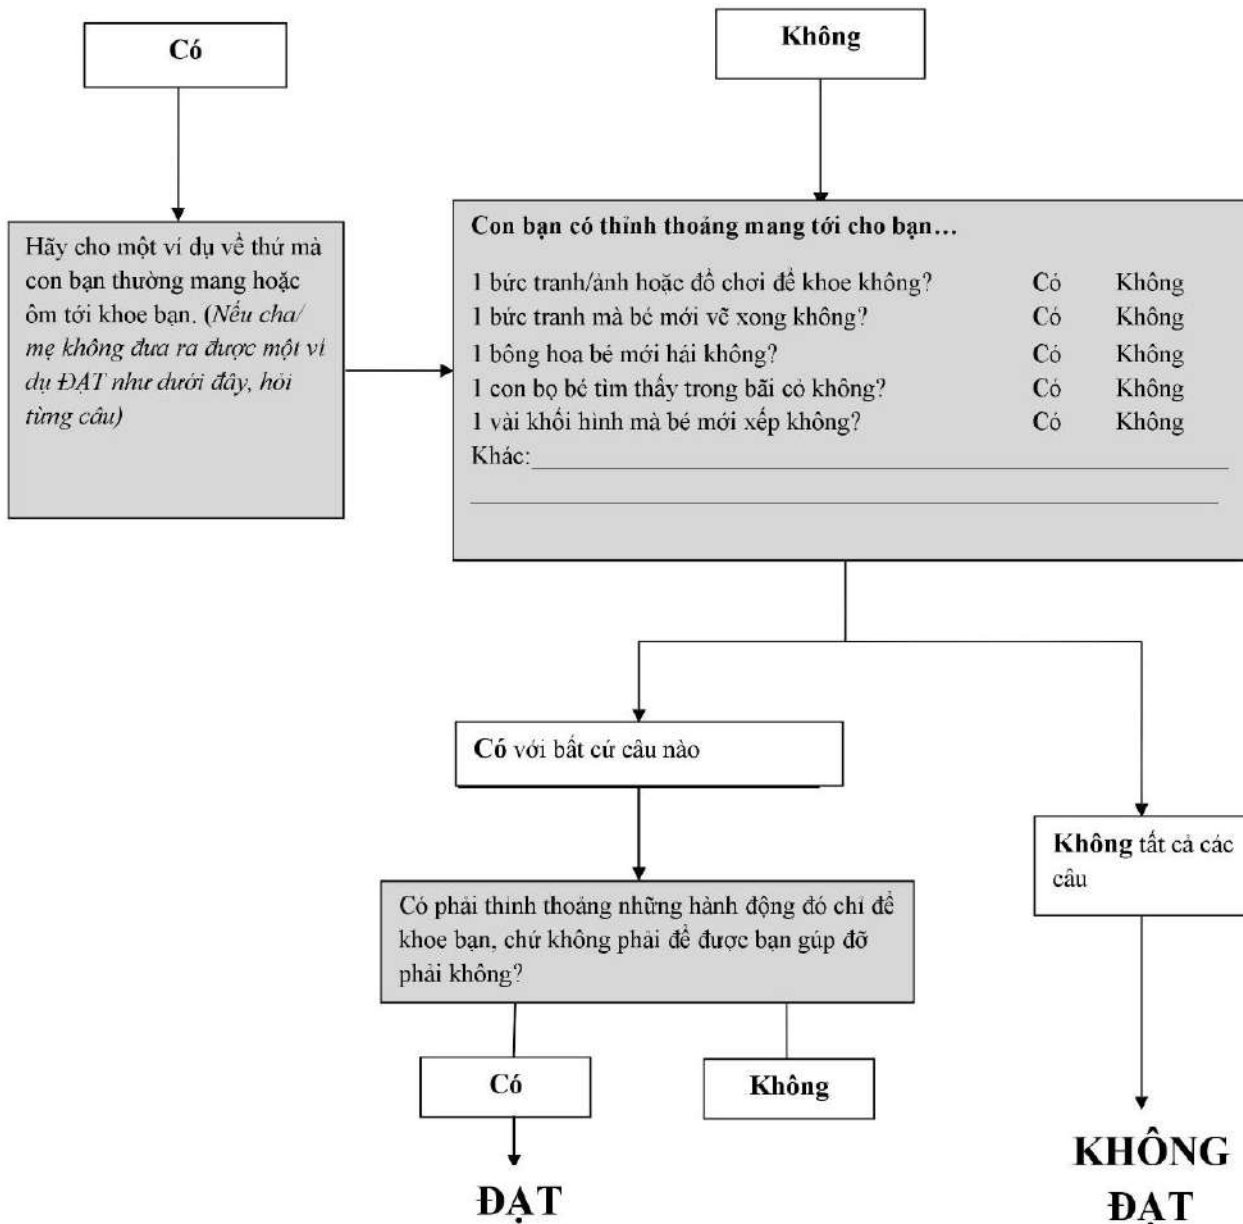 Có
Không
Hãy cho một ví dụ về thứ mà
con bạn thường mang hoặc
ôm tới khoe bạn. (Nếu cha/
mẹ không đưa ra được một ví
dụ ĐẠT như dưới đây, hỏi
từng câu)
Con bạn có thỉnh thoảng mang tới cho bạn…
1 bức tranh/ảnh hoặc đồ chơi để khoe không? Có Không
1 bức tranh mà bé mới vẽ xong không? Có Không
1 bông hoa bé mới hái không? Có Không
1 con bọ bé tìm thấy trong bãi cỏ không? Có Không
1 vài khối hình mà bé mới xếp không? Có Không
Khác:
Có với bất cứ câu nào
Không tất cả các
câu
Có phải thỉnh thoảng những hành động đó chỉ để
khoe bạn, chứ không phải để được bạn gúp đỡ
phải không?
Có
Không
ĐẠT
KHÔNG
ĐẠT